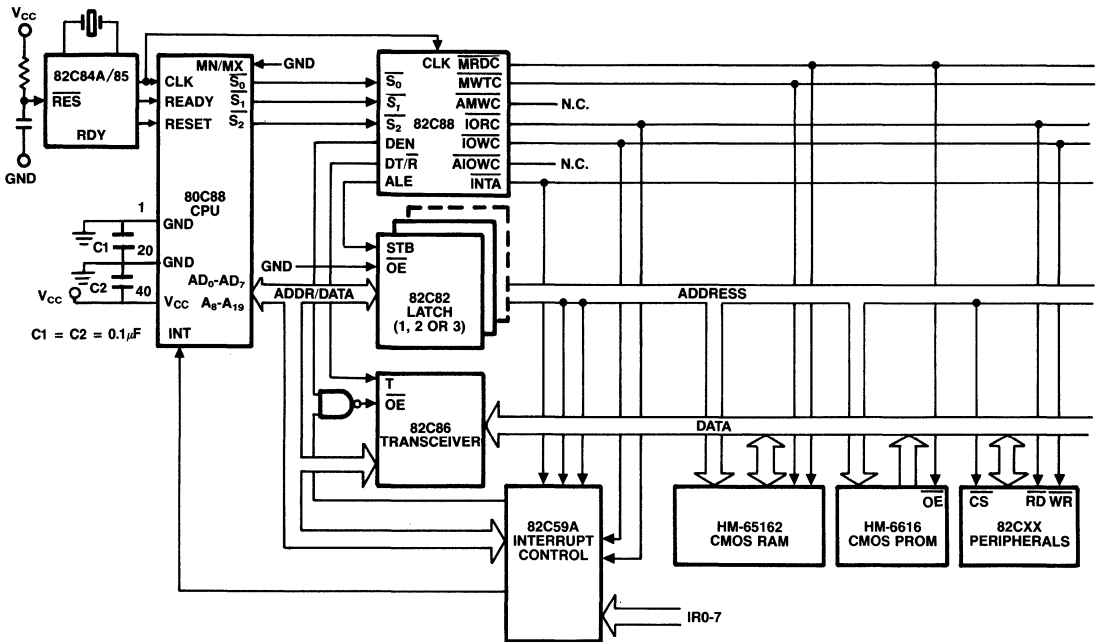 VCC
GND
82C84A/85
RES
RDY
MN/MX
CLK
READY
RESET
S0
S1
S2
80C88
CPU
1
GND
C1
20
GND
C2
40
VCC
VCC
AD0-AD7
A8-A19
INT
C1 = C2 = 0.1μF
GND
CLK
S0
S1
S2
82C88
DEN
DT/R
ALE
MRDC
MWTC
AMWC
IORC
IOWC
AIOWC
INTA
N.C.
N.C.
GND
STB
OE
82C82
LATCH
(1, 2 OR 3)
ADDR/DATA
ADDRESS
T
OE
82C86
TRANSCEIVER
DATA
82C59A
INTERRUPT
CONTROL
IR0-7
HM-65162
CMOS RAM
OE
HM-6616
CMOS PROM
CS
RD WR
82CXX
PERIPHERALS